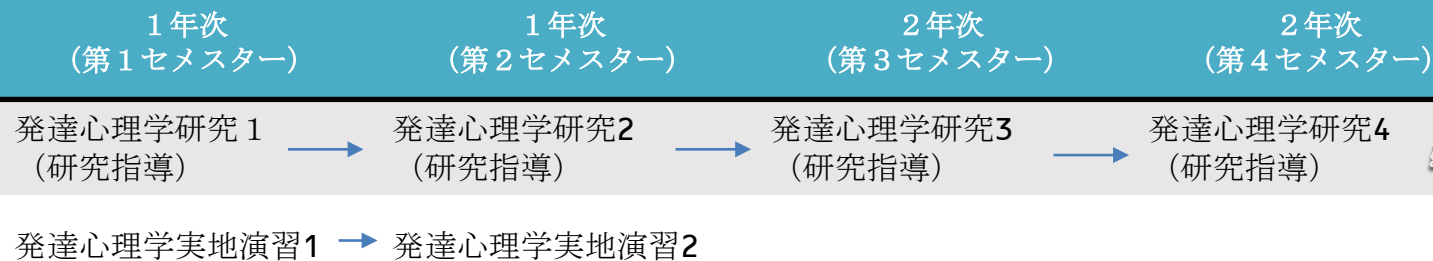 １年次 １年次 ２年次 ２年次
（第１セメスター） （第２セメスター） （第３セメスター） （第４セメスター）
発達心理学研究１ 発達心理学研究2 発達心理学研究3 発達心理学研究4
（研究指導） （研究指導） （研究指導） （研究指導）
発達心理学実地演習1 発達心理学実地演習2